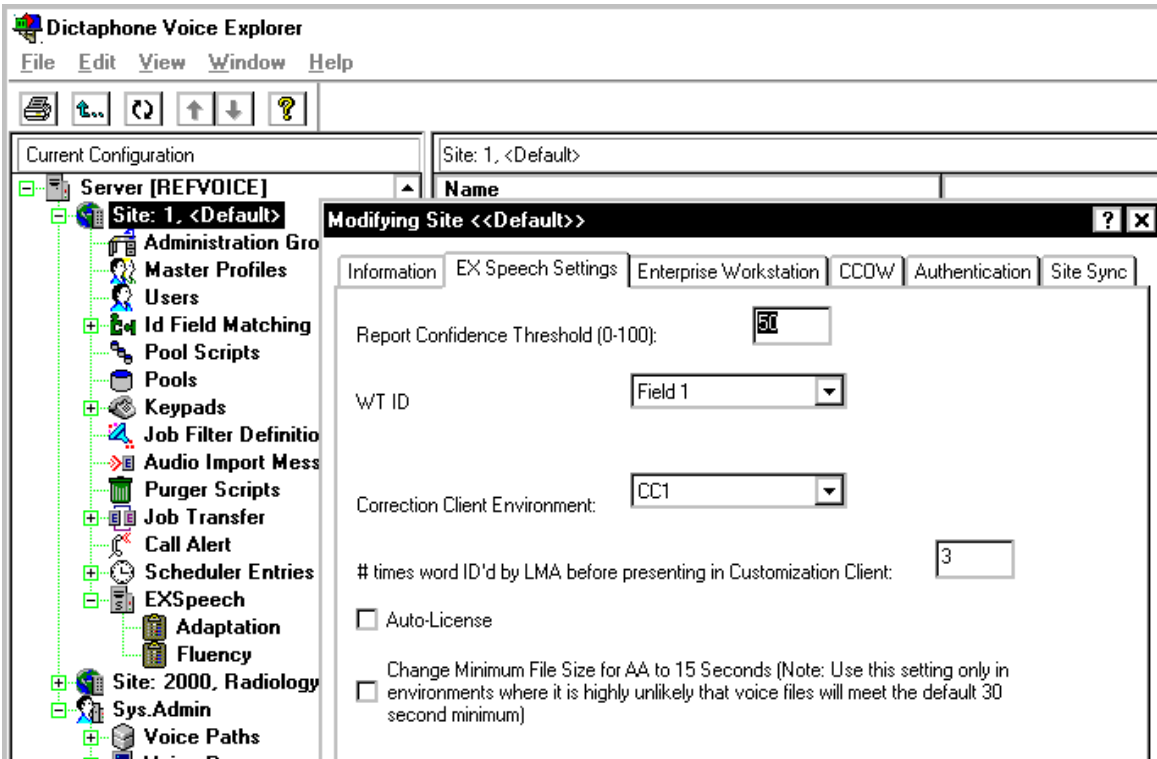 Dictaphone Voice Explorer
File Edit View Window Help
Current Configuration
Site: 1, <Default>
Server [REFVOICE]
Name
Site: 1, <Default>
Modifying Site <<Default>>
Administration Gro
Master Profiles
Users
Id Field Matching
Pool Scripts
Pools
Keypads
Job Filter Definitio
Audio Import Mess
Purger Scripts
Job Transfer
Call Alert
Scheduler Entries
EXSpeech
Adaptation
Fluency
Site: 2000, Radiology
Sys.Admin
Voice Paths
Information EX Speech Settings Enterprise Workstation CCOW Authentication Site Sync
Report Confidence Threshold (0-100): 50
WT ID Field 1
Correction Client Environment: CC1
# times word ID'd by LMA before presenting in Customization Client: 3
Auto-License
Change Minimum File Size for AA to 15 Seconds (Note: Use this setting only in
environments where it is highly unlikely that voice files will meet the default 30
second minimum)